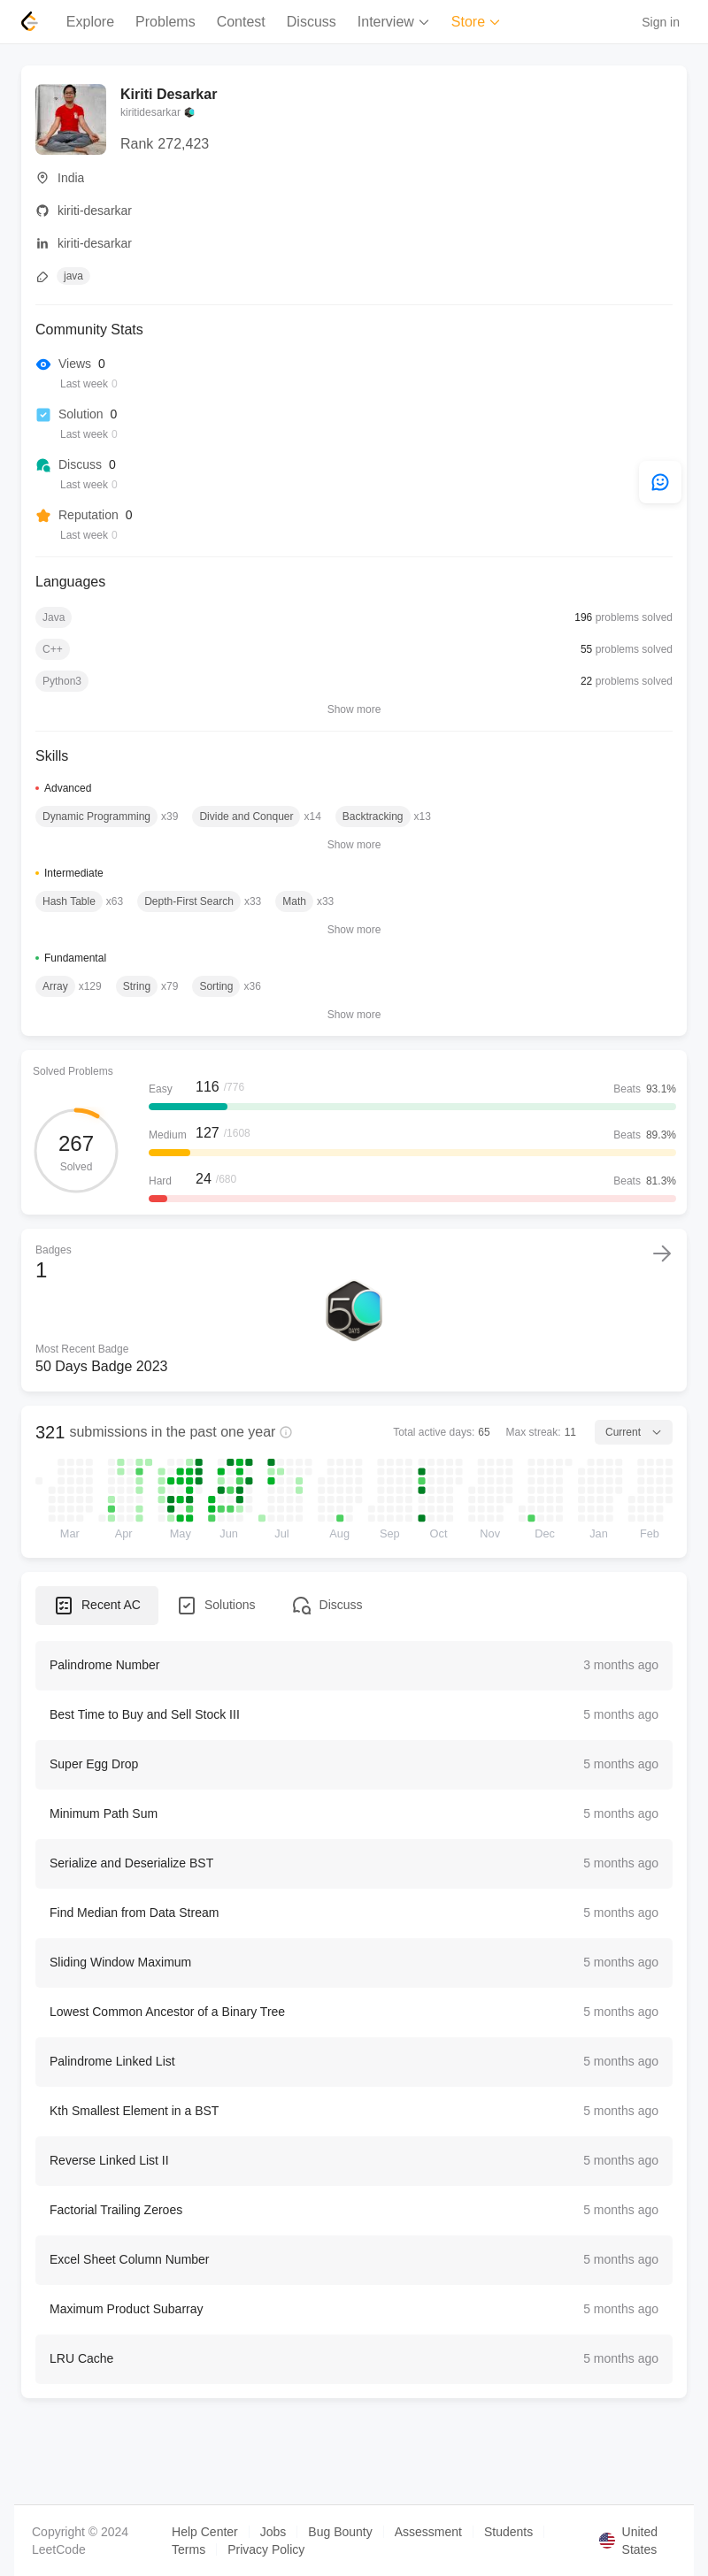 Explore Problems Contest Discuss Interview Store Sign in
Kiriti Desarkar
kiritidesarkar
Rank 272,423
India
kiriti-desarkar
kiriti-desarkar
java
Community Stats
Views 0
Last week 0
Solution 0
Last week 0
Discuss 0
Last week 0
Reputation 0
Last week 0
Languages
Java 196 problems solved
C++ 55 problems solved
Python3 22 problems solved
Show more
Skills
Advanced
Dynamic Programming x39 Divide and Conquer x14 Backtracking x13
Show more
Intermediate
Hash Table x63 Depth-First Search x33 Math x33
Show more
Fundamental
Array x129 String x79 Sorting x36
Show more
Solved Problems
267
Solved
Easy 116 /776 Beats 93.1%
Medium 127 /1608 Beats 89.3%
Hard 24 /680 Beats 81.3%
Badges
1
50
DAYS
Most Recent Badge
50 Days Badge 2023
321 submissions in the past one year Total active days: 65 Max streak: 11 Current
Mar Apr May Jun Jul Aug Sep Oct Nov Dec Jan Feb
Recent AC Solutions Discuss
Palindrome Number 3 months ago
Best Time to Buy and Sell Stock III 5 months ago
Super Egg Drop 5 months ago
Minimum Path Sum 5 months ago
Serialize and Deserialize BST 5 months ago
Find Median from Data Stream 5 months ago
Sliding Window Maximum 5 months ago
Lowest Common Ancestor of a Binary Tree 5 months ago
Palindrome Linked List 5 months ago
Kth Smallest Element in a BST 5 months ago
Reverse Linked List II 5 months ago
Factorial Trailing Zeroes 5 months ago
Excel Sheet Column Number 5 months ago
Maximum Product Subarray 5 months ago
LRU Cache 5 months ago
Copyright © 2024 LeetCode
Help Center Jobs Bug Bounty Assessment Students
Terms Privacy Policy
United States